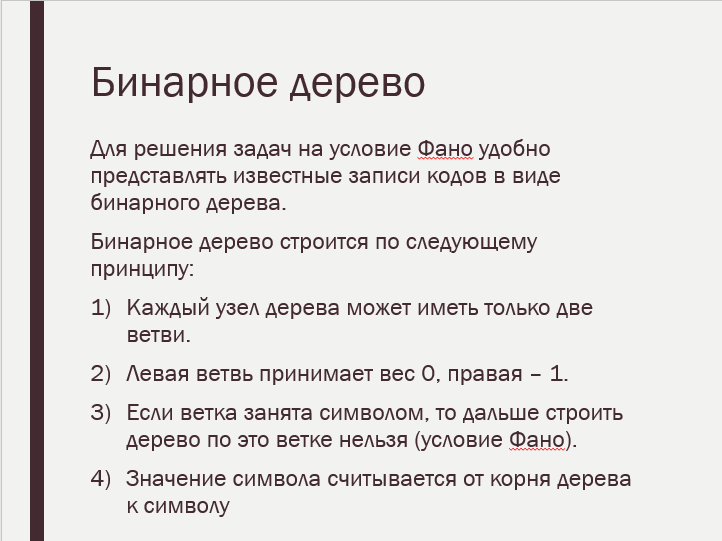 Бинарное дерево
Для решения задач на условие Фано удобно
представлять известные записи кодов в виде
бинарного дерева.
Бинарное дерево строится по следующему
принципу:
1) Каждый узел дерева может иметь только две
ветви.
2) Левая ветвь принимает вес 0, правая – 1.
3) Если ветка занята символом, то дальше строить
дерево по это ветке нельзя (условие Фано).
4) Значение символа считывается от корня дерева
к символу